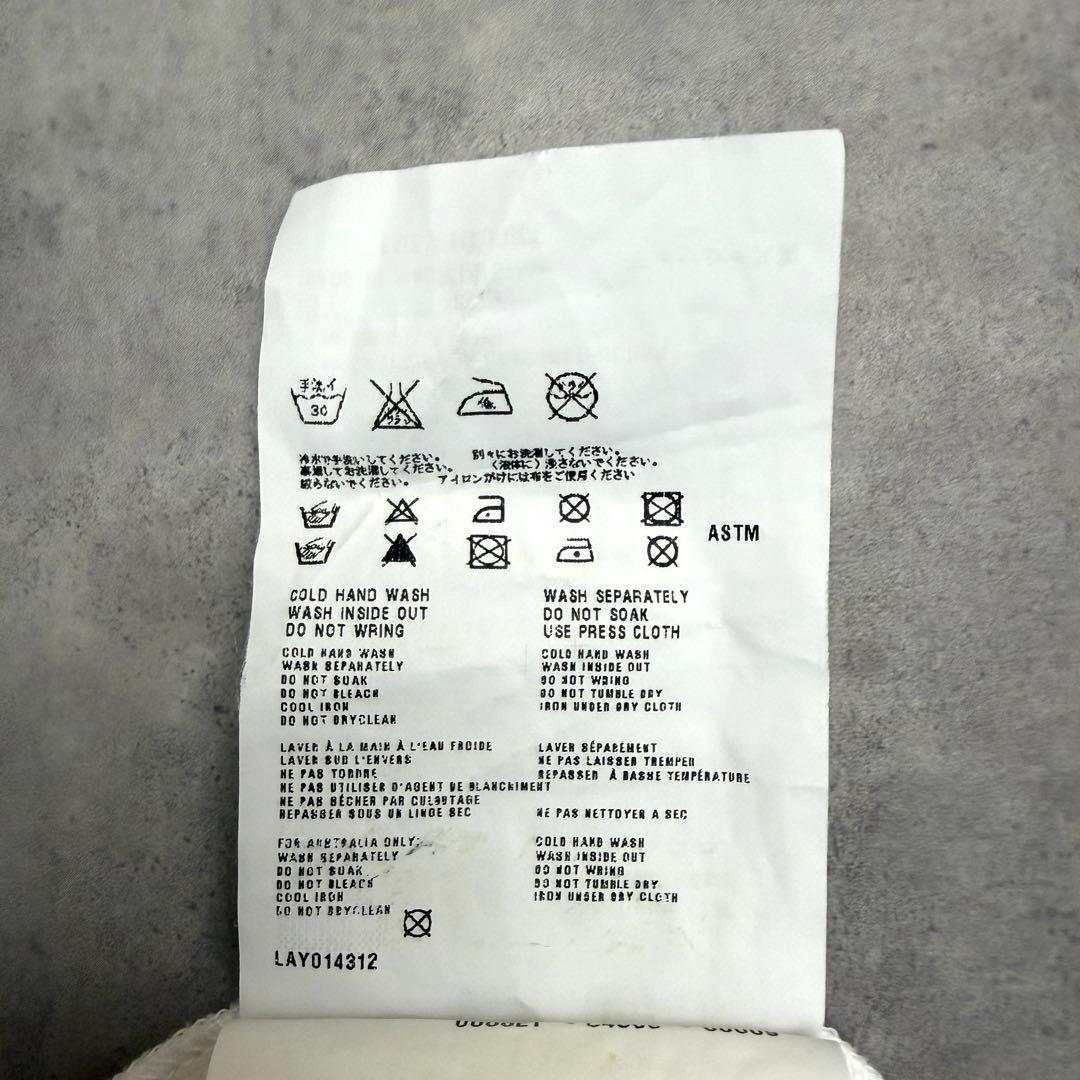 手洗イ
30
冷水で手洗いしてください。 別々にお洗濯してください。
裏返してお洗濯してください。 (液体に)浸さないでください。
絞らないでください。 アイロンがけには布をご使用ください
ASTM
COLD HAND WASH WASH SEPARATELY
WASH INSIDE OUT DO NOT SOAK
DO NOT WRING USE PRESS CLOTH
COLD HAND WASH COLD HAND WASH
WASH SEPARATELY WASH INSIDE OUT
DO NOT SOAK DO NOT WRING
DO NOT BLEACH DO NOT TUMBLE DRY
COOL IRON IRON UNDER DRY CLOTH
DO NOT DRYCLEAN
LAVER À LA MAIN À L'EAU FROIDE LAVER SÉPARÉMENT
LAVER SUR L'ENVERS NE PAS LAISSER TREMPER
NE PAS TORDRE REPASSER À BASSE TEMPÉRATURE
NE PAS UTILISER D'AGENT DE BLANCHIMENT
NE PAS SÉCHER PAR CULBUTAGE
REPASSER SOUS UN LINGE SEC NE PAS NETTOYER A SEC
FOR AUSTRALIA ONLY: COLD HAND WASH
WASH SEPARATELY WASH INSIDE OUT
DO NOT SOAK DO NOT WRING
DO NOT BLEACH DO NOT TUMBLE DRY
COOL IRON IRON UNDER DRY CLOTH
DO NOT DRYCLEAN
LAY014312